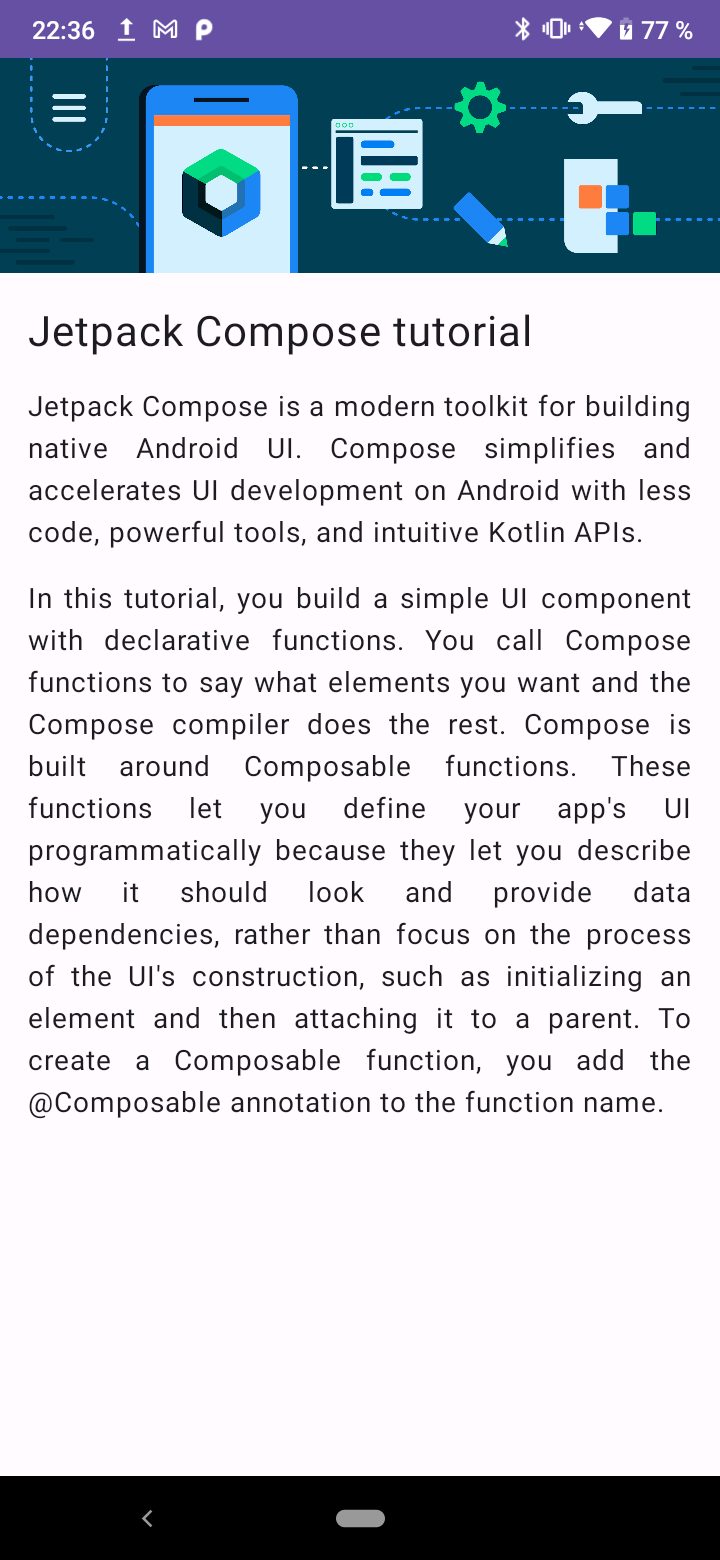 22:36 77 %
Jetpack Compose tutorial
Jetpack Compose is a modern toolkit for building
native Android UI. Compose simplifies and
accelerates UI development on Android with less
code, powerful tools, and intuitive Kotlin APIs.
In this tutorial, you build a simple UI component
with declarative functions. You call Compose
functions to say what elements you want and the
Compose compiler does the rest. Compose is
built around Composable functions. These
functions let you define your app's UI
programmatically because they let you describe
how it should look and provide data
dependencies, rather than focus on the process
of the UI's construction, such as initializing an
element and then attaching it to a parent. To
create a Composable function, you add the
@Composable annotation to the function name.